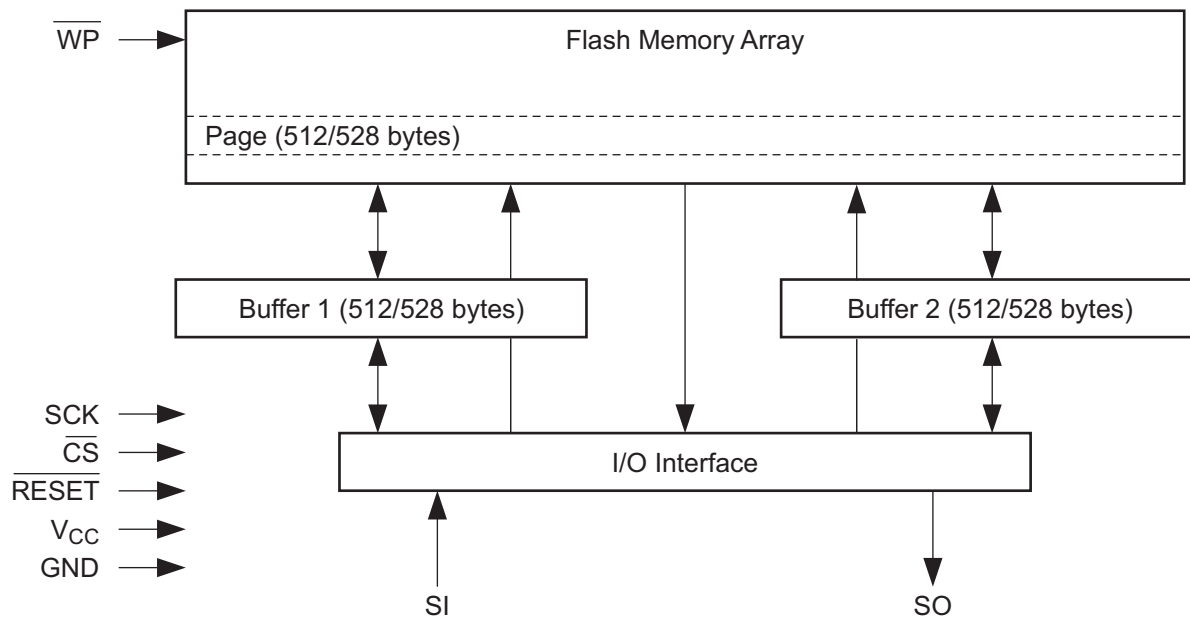 WP
Flash Memory Array
Page (512/528 bytes)
Buffer 1 (512/528 bytes)
Buffer 2 (512/528 bytes)
SCK
CS
RESET
VCC
GND
I/O Interface
SI
SO